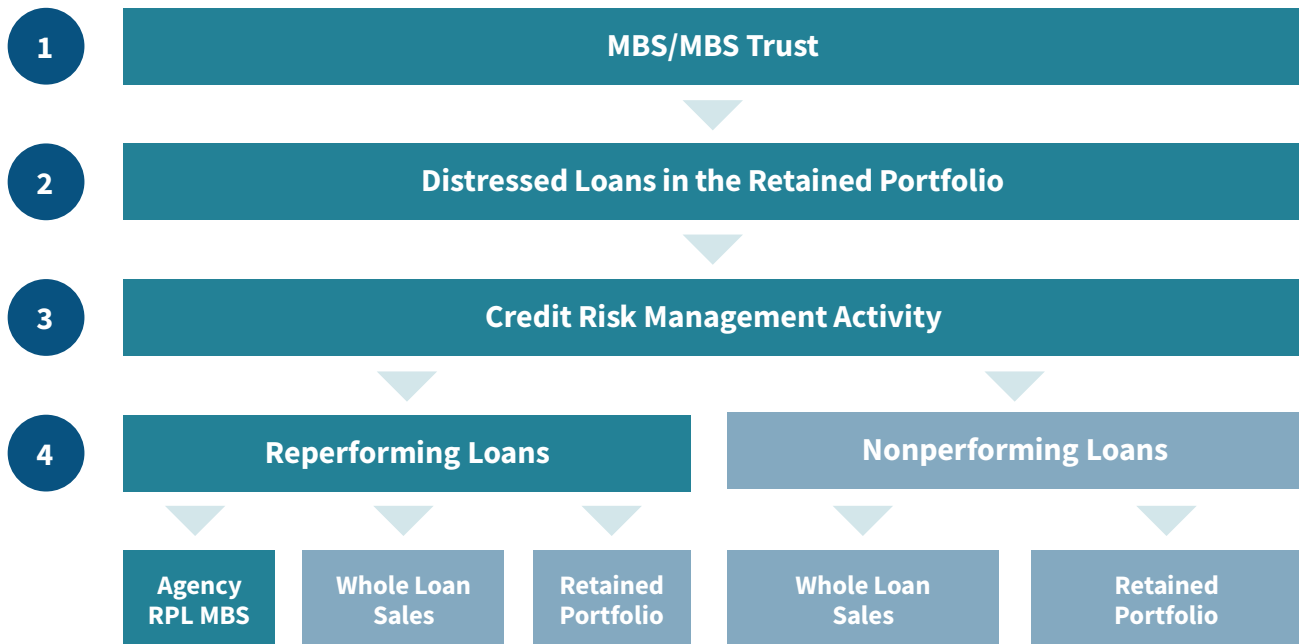 1
MBS/MBS Trust
2
Distressed Loans in the Retained Portfolio
3
Credit Risk Management Activity
4
Reperforming Loans
Nonperforming Loans
Agency
RPL MBS
Whole Loan
Sales
Retained
Portfolio
Whole Loan
Sales
Retained
Portfolio